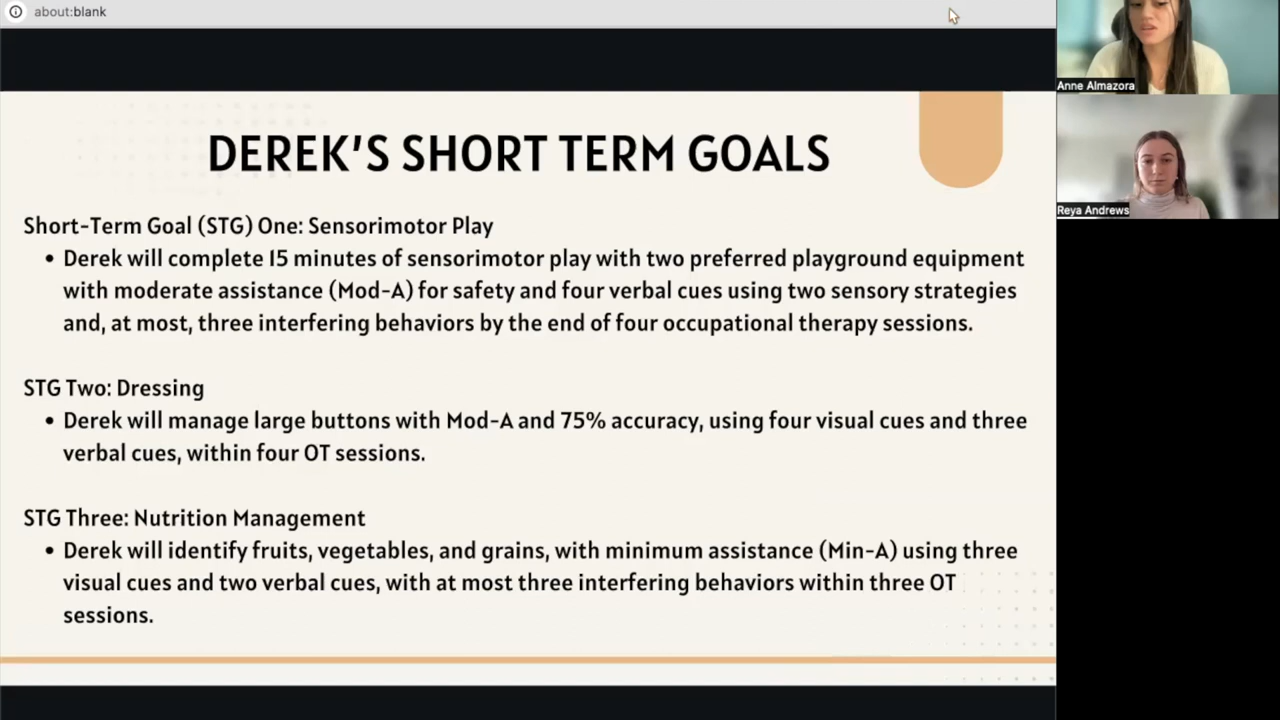 about:blank
DEREK'S SHORT TERM GOALS
Short-Term Goal (STG) One: Sensorimotor Play
• Derek will complete 15 minutes of sensorimotor play with two preferred playground equipment
with moderate assistance (Mod-A) for safety and four verbal cues using two sensory strategies
and, at most, three interfering behaviors by the end of four occupational therapy sessions.
STG Two: Dressing
• Derek will manage large buttons with Mod-A and 75% accuracy, using four visual cues and three
verbal cues, within four OT sessions.
STG Three: Nutrition Management
• Derek will identify fruits, vegetables, and grains, with minimum assistance (Min-A) using three
visual cues and two verbal cues, with at most three interfering behaviors within three OT
sessions.
Anne Almazora
Reya Andrews